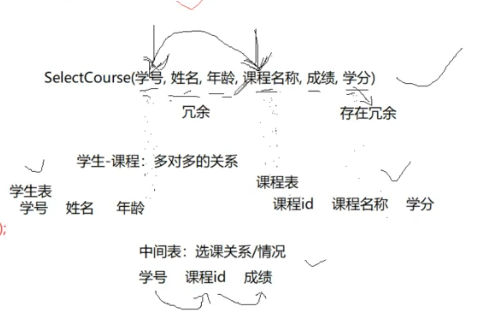 SelectCourse(学号, 姓名, 年龄, 课程名称, 成绩, 学分)
冗余
存在冗余
学生-课程：多对多的关系
学生表
学号 姓名 年龄
课程表
课程id 课程名称 学分
);
中间表：选课关系/情况
学号 课程id 成绩